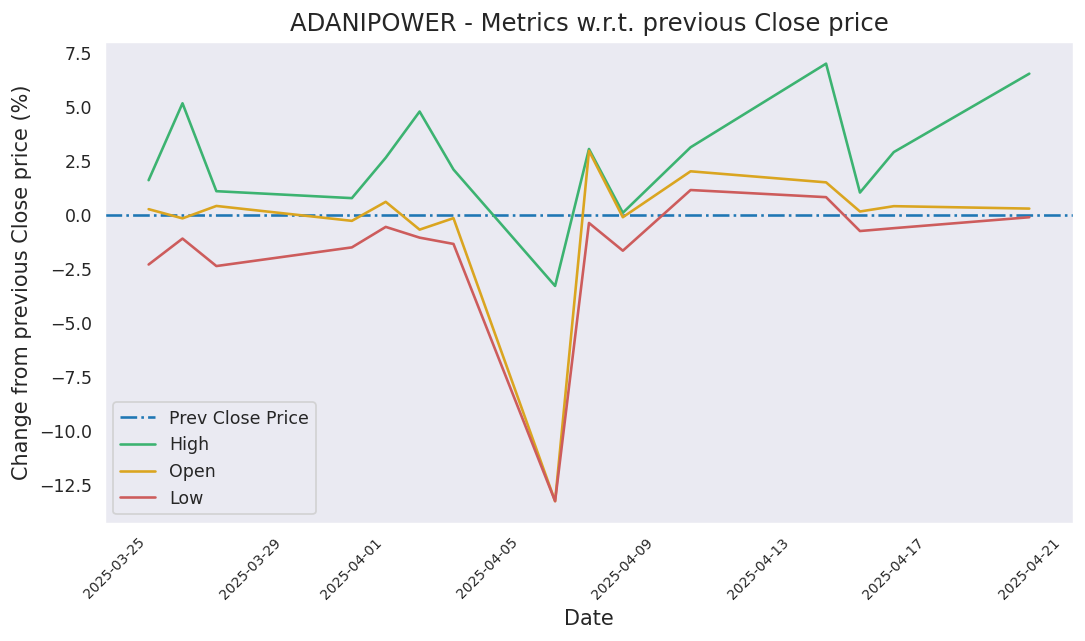 ADANIPOWER - Metrics w.r.t. previous Close price
Change from previous Close price (%)
7.5
5.0
2.5
0.0
−2.5
−5.0
−7.5
−10.0
−12.5
Prev Close Price
High
Open
Low
2025-03-25
2025-03-29
2025-04-01
2025-04-05
2025-04-09
2025-04-13
2025-04-17
2025-04-21
Date